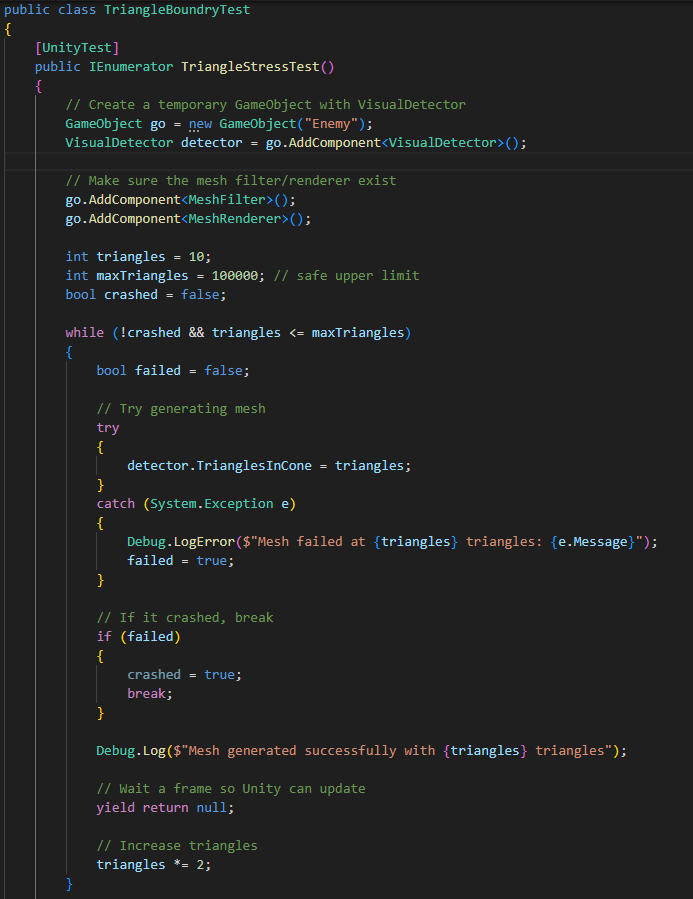 public class TriangleBoundryTest
{
[UnityTest]
public IEnumerator TriangleStressTest()
{
// Create a temporary GameObject with VisualDetector
GameObject go = new GameObject("Enemy");
VisualDetector detector = go.AddComponent<VisualDetector>();
// Make sure the mesh filter/renderer exist
go.AddComponent<MeshFilter>();
go.AddComponent<MeshRenderer>();
int triangles = 10;
int maxTriangles = 100000; // safe upper limit
bool crashed = false;
while (!crashed && triangles <= maxTriangles)
{
bool failed = false;
// Try generating mesh
try
{
detector.TrianglesInCone = triangles;
}
catch (System.Exception e)
{
Debug.LogError($"Mesh failed at {triangles} triangles: {e.Message}");
failed = true;
}
// If it crashed, break
if (failed)
{
crashed = true;
break;
}
Debug.Log($"Mesh generated successfully with {triangles} triangles");
// Wait a frame so Unity can update
yield return null;
// Increase triangles
triangles *= 2;
}